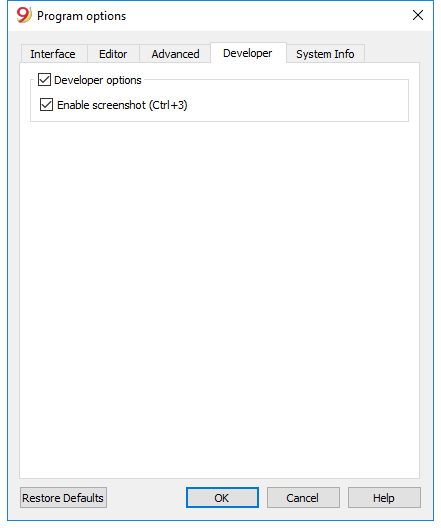 Program options
Interface Editor Advanced Developer System Info
Developer options
Enable screenshot (Ctrl+3)
Restore Defaults OK Cancel Help